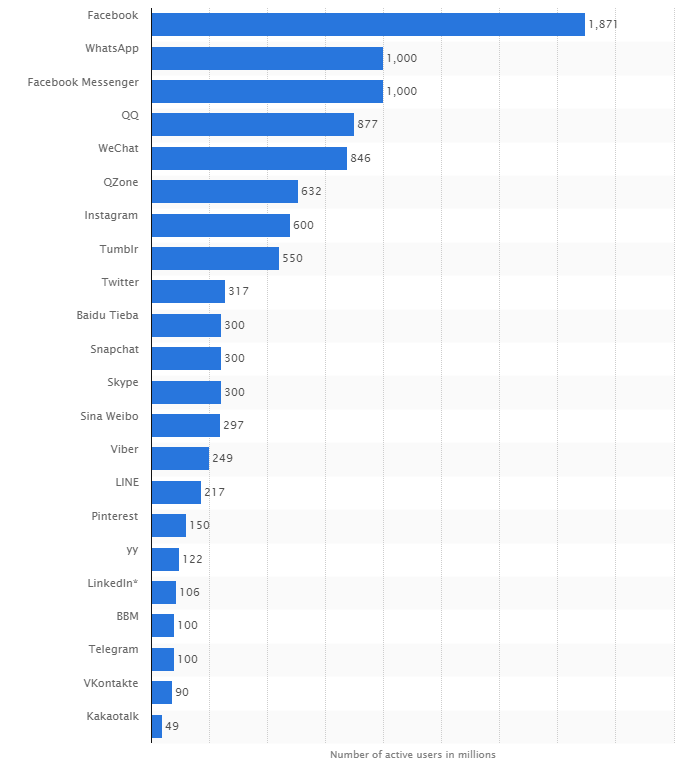 Facebook 1,871
WhatsApp 1,000
Facebook Messenger 1,000
QQ 877
WeChat 846
QZone 632
Instagram 600
Tumblr 550
Twitter 317
Baidu Tieba 300
Snapchat 300
Skype 300
Sina Weibo 297
Viber 249
LINE 217
Pinterest 150
yy 122
LinkedIn* 106
BBM 100
Telegram 100
VKontakte 90
Kakaotalk 49
Number of active users in millions